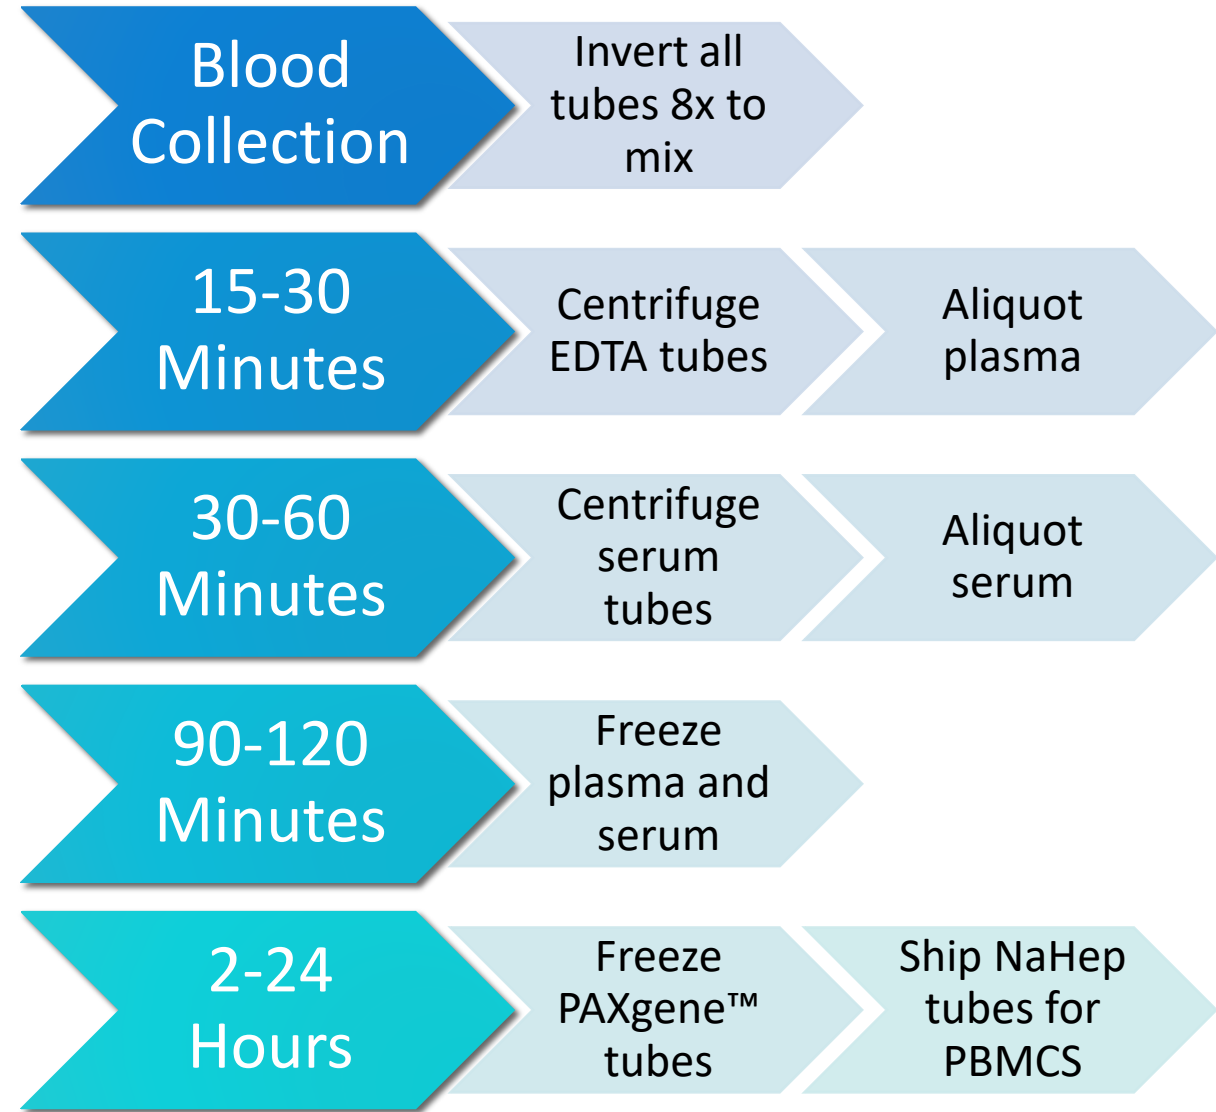 Blood
Collection
Invert all
tubes 8x to
mix
15-30
Minutes
Centrifuge
EDTA tubes
Aliquot
plasma
30-60
Minutes
Centrifuge
serum
tubes
Aliquot
serum
90-120
Minutes
Freeze
plasma and
serum
2-24
Hours
Freeze
PAXgene™
tubes
Ship NaHep
tubes for
PBMCS